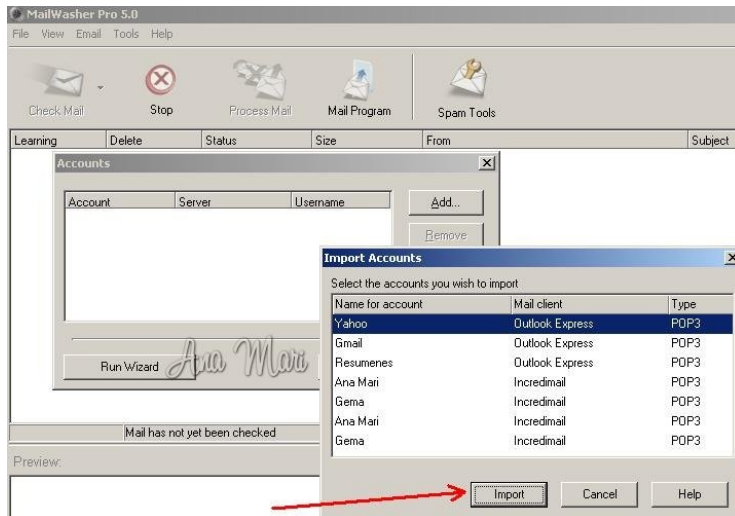 MailWasher Pro 5.0
File View Email Tools Help
Check Mail Stop Process Mail Mail Program Spam Tools
Learning Delete Status Size From Subject
Accounts
Account Server Username
Add...
Remove
Import Accounts
Select the accounts you wish to import
Name for account Mail client Type
Yahoo Outlook Express POP3
Gmail Outlook Express POP3
Resumenes Outlook Express POP3
Ana Mari Incredimail POP3
Gema Incredimail POP3
Ana Mari Incredimail POP3
Gema Incredimail POP3
Run Wizard
Ana Mari
Mail has not yet been checked
Preview:
Import Cancel Help